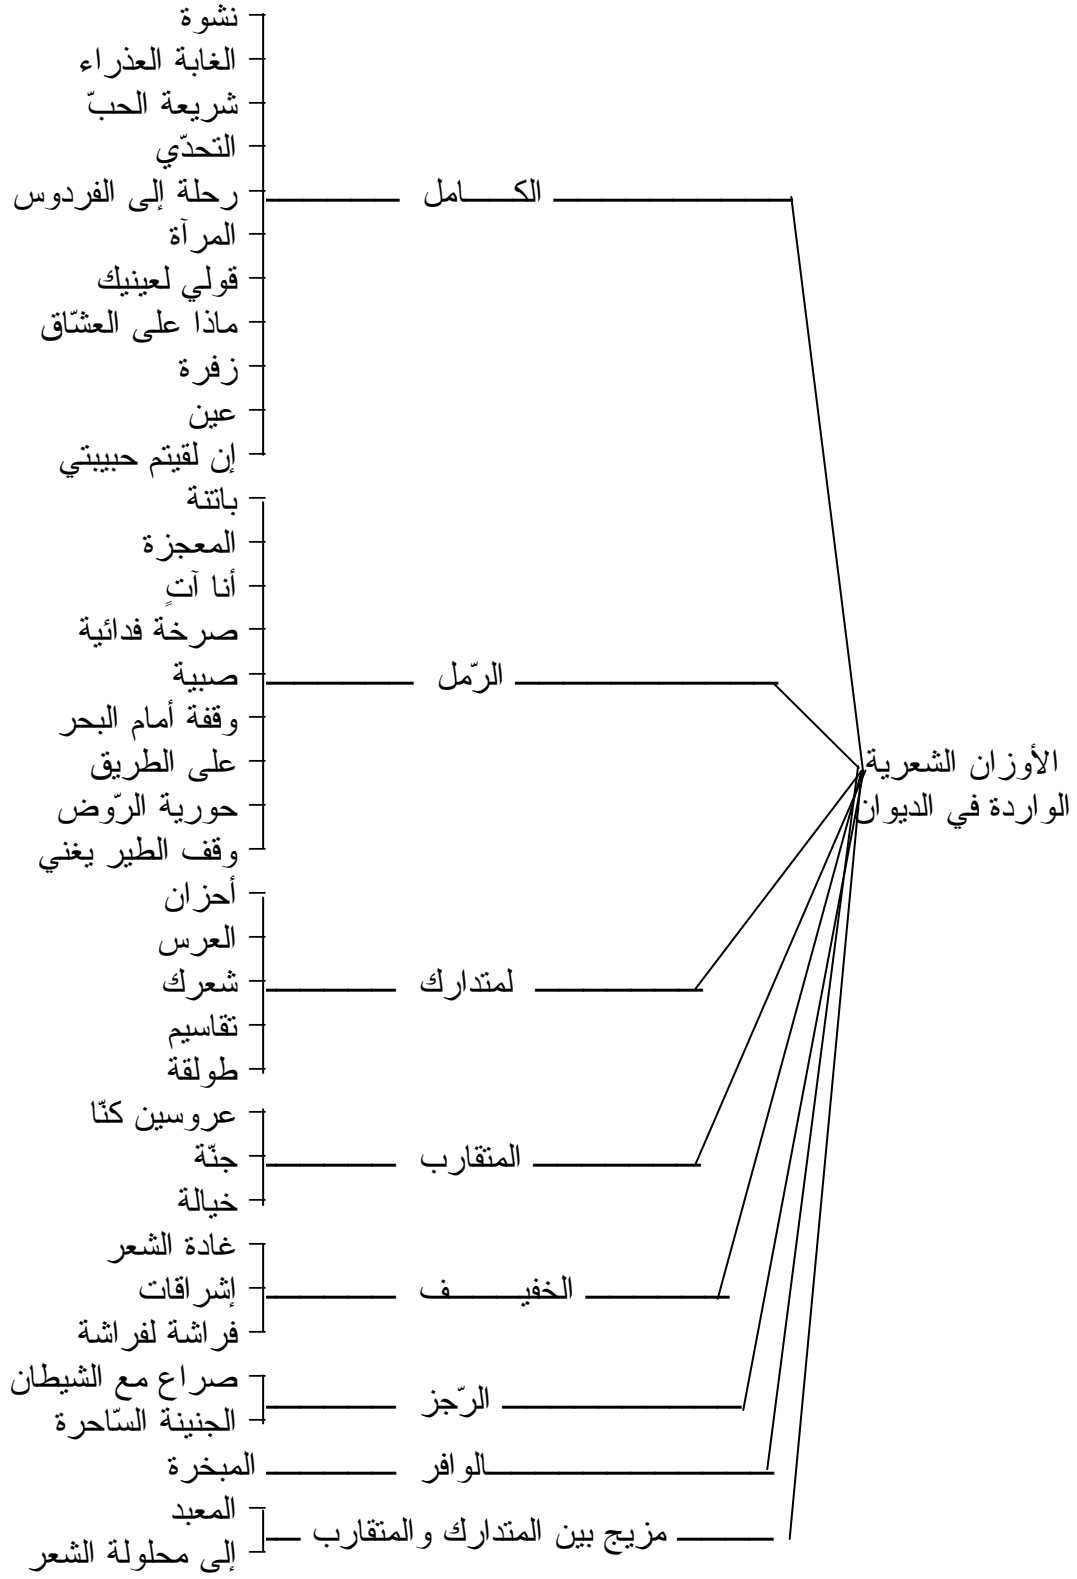 الأوزان الشعرية
الواردة في الديوان
الكـــــامل
نشوة
الغابة العذراء
شريعة الحبّ
التحدّي
رحلة إلى الفردوس
المرآة
قولي لعينيك
ماذا على العشّاق
زفرة
عين
إن لقيتم حبيبتي
الرّمل
باتنة
المعجزة
أنا آتٍ
صرخة فدائية
صبية
وقفة أمام البحر
على الطريق
حورية الرّوض
وقف الطير يغني
لمتدارك
أحزان
العرس
شعرك
تقاسيم
طولقة
المتقارب
عروسين كنّا
جنّة
خيالة
الخفيـــــــف
غادة الشعر
إشراقات
فراشة لفراشة
الرّجز
صراع مع الشيطان
الجنينة السّاحرة
الوافر
المبخرة
مزيج بين المتدارك والمتقارب
المعبد
إلى محلولة الشعر